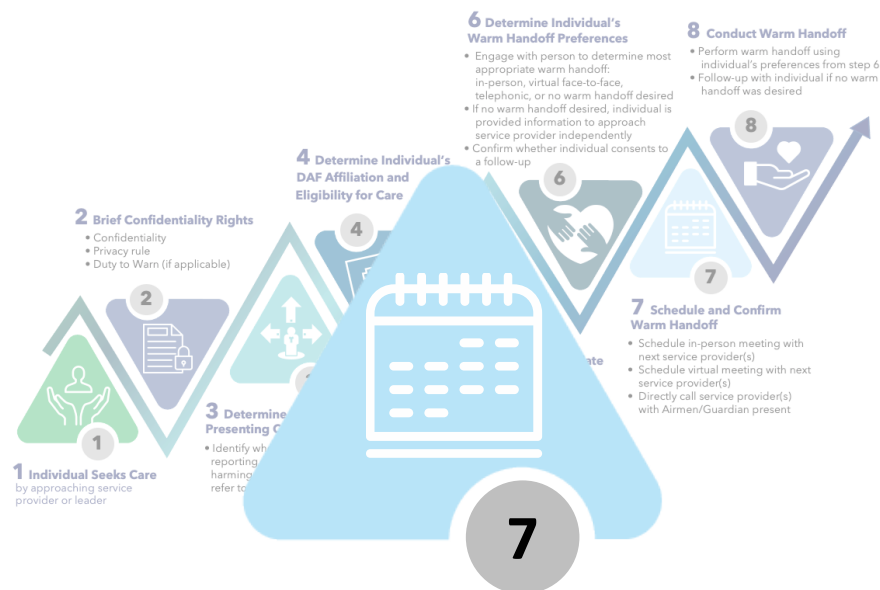 1 Individual Seeks Care
by approaching service
provider or leader
1
2 Brief Confidentiality Rights
• Confidentiality
• Privacy rule
• Duty to Warn (if applicable)
2
3 Determine
Presenting
• Identify
reporting
harming
refer to
4 Determine Individual's
DAF Affiliation and
Eligibility for Care
4
6 Determine Individual's
Warm Handoff Preferences
• Engage with person to determine most
appropriate warm handoff:
in-person, virtual face-to-face,
telephonic, or no warm handoff desired
• If no warm handoff desired, individual is
provided information to approach
service provider independently
• Confirm whether individual consents to
a follow-up
6
7
7 Schedule and Confirm
Warm Handoff
• Schedule in-person meeting with
next service provider(s)
• Schedule virtual meeting with next
service provider(s)
• Directly call service provider(s)
with Airmen/Guardian present
8 Conduct Warm Handoff
• Perform warm handoff using
individual's preferences from step 6
• Follow-up with individual if no warm
handoff was desired
8
7